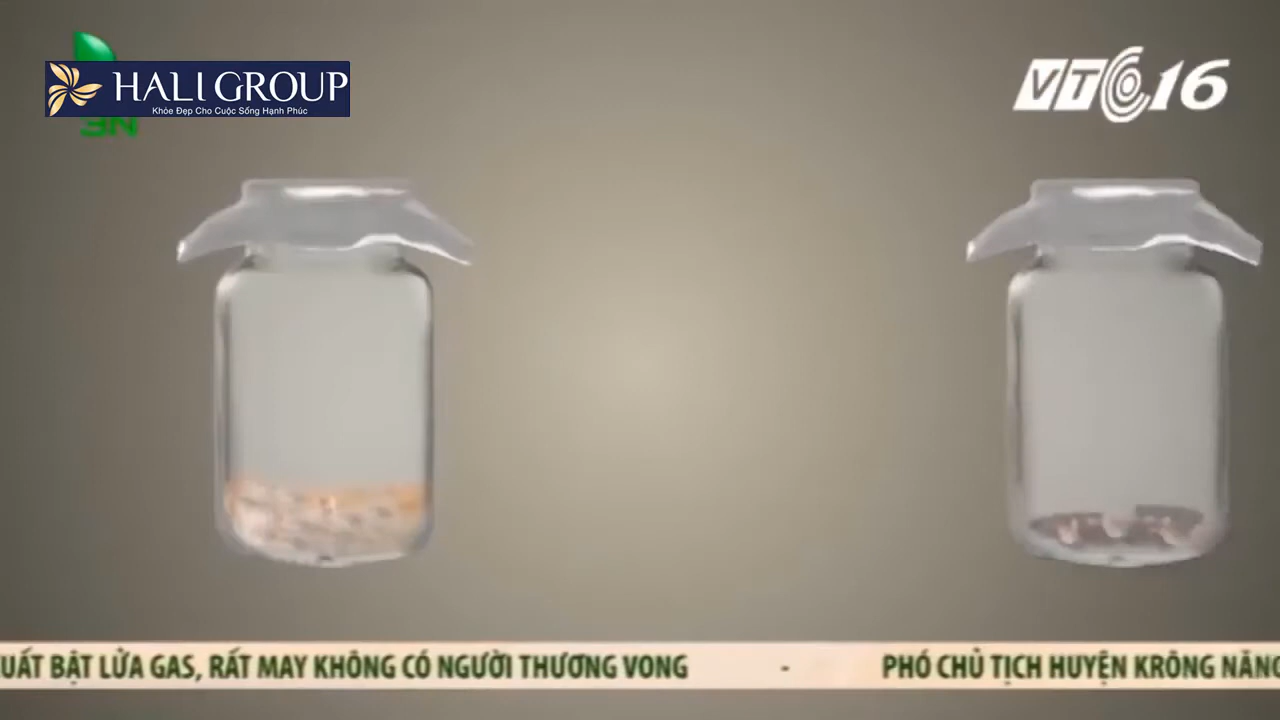 HALI GROUP
Khỏe Đẹp Cho Cuộc Sống Hạnh Phúc
3N
VTC16
UẤT BẬT LỬA GAS, RẤT MAY KHÔNG CÓ NGƯỜI THƯƠNG VONG - PHÓ CHỦ TỊCH HUYỆN KRÔNG NĂNG